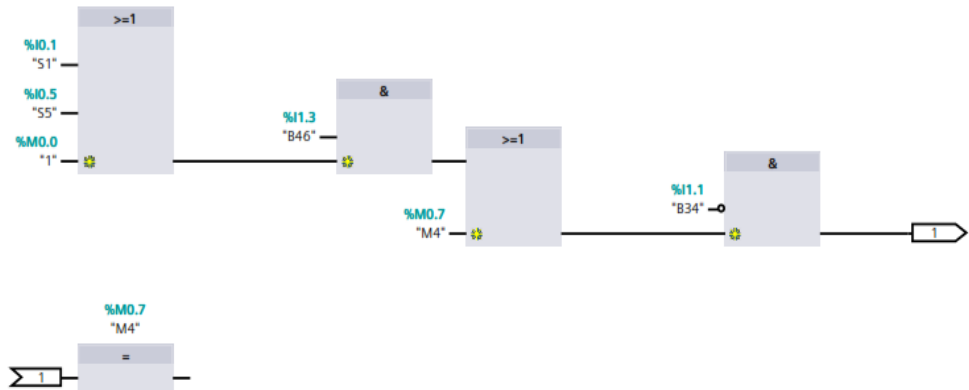 >=1
%I0.1
"S1"
%I0.5
"S5"
%M0.0
"1"
&
%I1.3
"B46"
>=1
%M0.7
"M4"
&
%I1.1
"B34"
1
%M0.7
"M4"
=
1